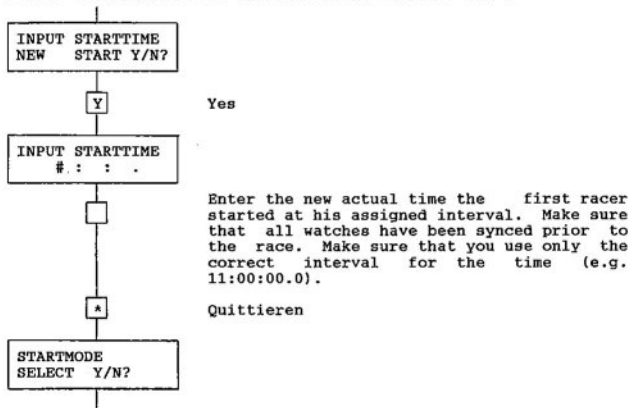 INPUT STARTTIME
NEW START Y/N?
Y Yes
INPUT STARTTIME
# : : .
Enter the new actual time the first racer
started at his assigned interval. Make sure
that all watches have been synced prior to
the race. Make sure that you use only the
correct interval for the time (e.g.
11:00:00.0).
* Quittieren
STARTMODE
SELECT Y/N?